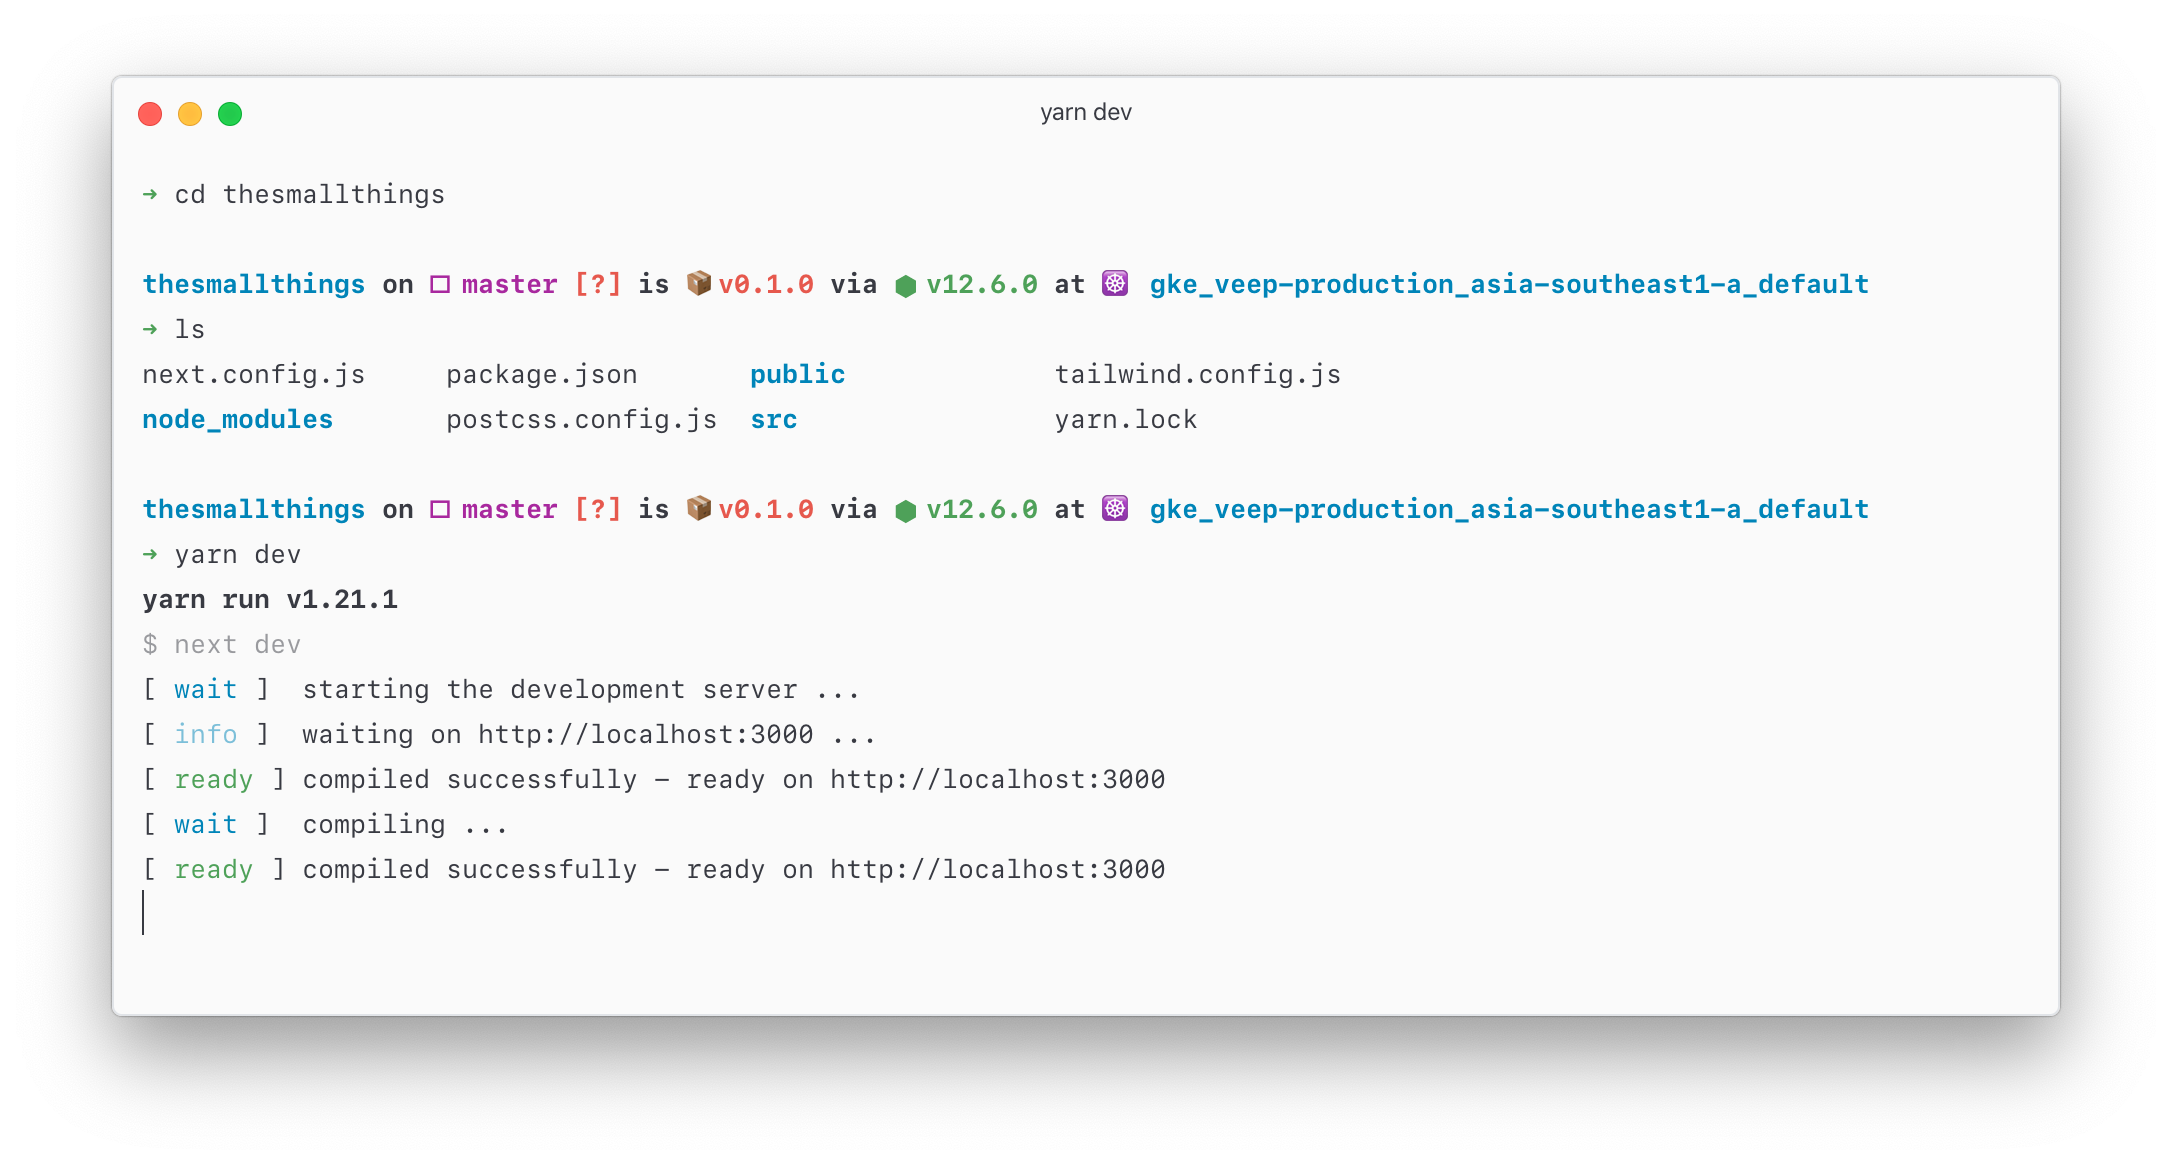 yarn dev
➜ cd thesmallthings
thesmallthings on □ master [?] is 📦 v0.1.0 via ⬢ v12.6.0 at ☸ gke_veep-production_asia-southeast1-a_default
➜ ls
next.config.js package.json public tailwind.config.js
node_modules postcss.config.js src yarn.lock
thesmallthings on □ master [?] is 📦 v0.1.0 via ⬢ v12.6.0 at ☸ gke_veep-production_asia-southeast1-a_default
➜ yarn dev
yarn run v1.21.1
$ next dev
[ wait ]  starting the development server ...
[ info ]  waiting on http://localhost:3000 ...
[ ready ] compiled successfully - ready on http://localhost:3000
[ wait ]  compiling ...
[ ready ] compiled successfully - ready on http://localhost:3000